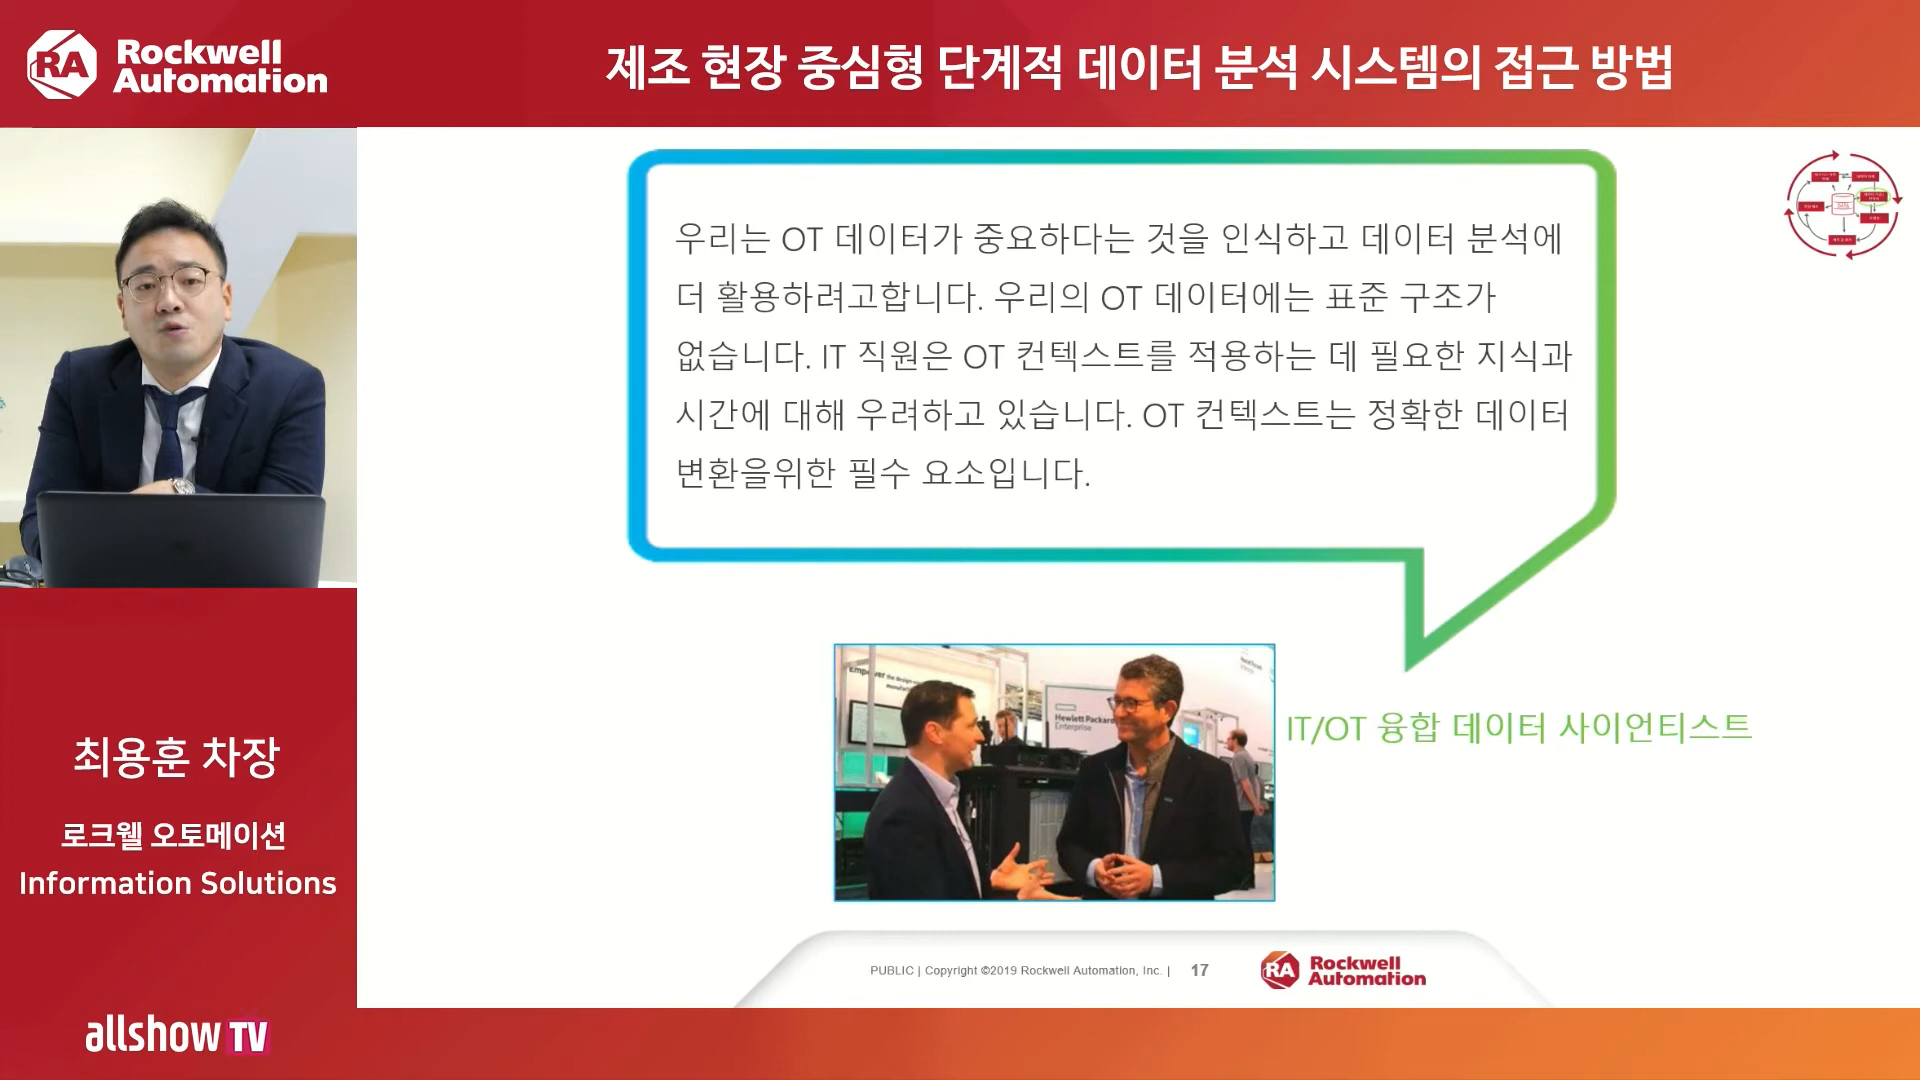 RA Rockwell Automation
제조 현장 중심형 단계적 데이터 분석 시스템의 접근 방법
우리는 OT 데이터가 중요하다는 것을 인식하고 데이터 분석에
더 활용하려고합니다. 우리의 OT 데이터에는 표준 구조가
없습니다. IT 직원은 OT 컨텍스트를 적용하는 데 필요한 지식과
시간에 대해 우려하고 있습니다. OT 컨텍스트는 정확한 데이터
변환을위한 필수 요소입니다.
DATA
Empower the design
Hewlett Packard
Enterprise
IT/OT 융합 데이터 사이언티스트
최용훈 차장
로크웰 오토메이션
Information Solutions
PUBLIC | Copyright ©2019 Rockwell Automation, Inc. | 17
RA Rockwell Automation
allshow TV